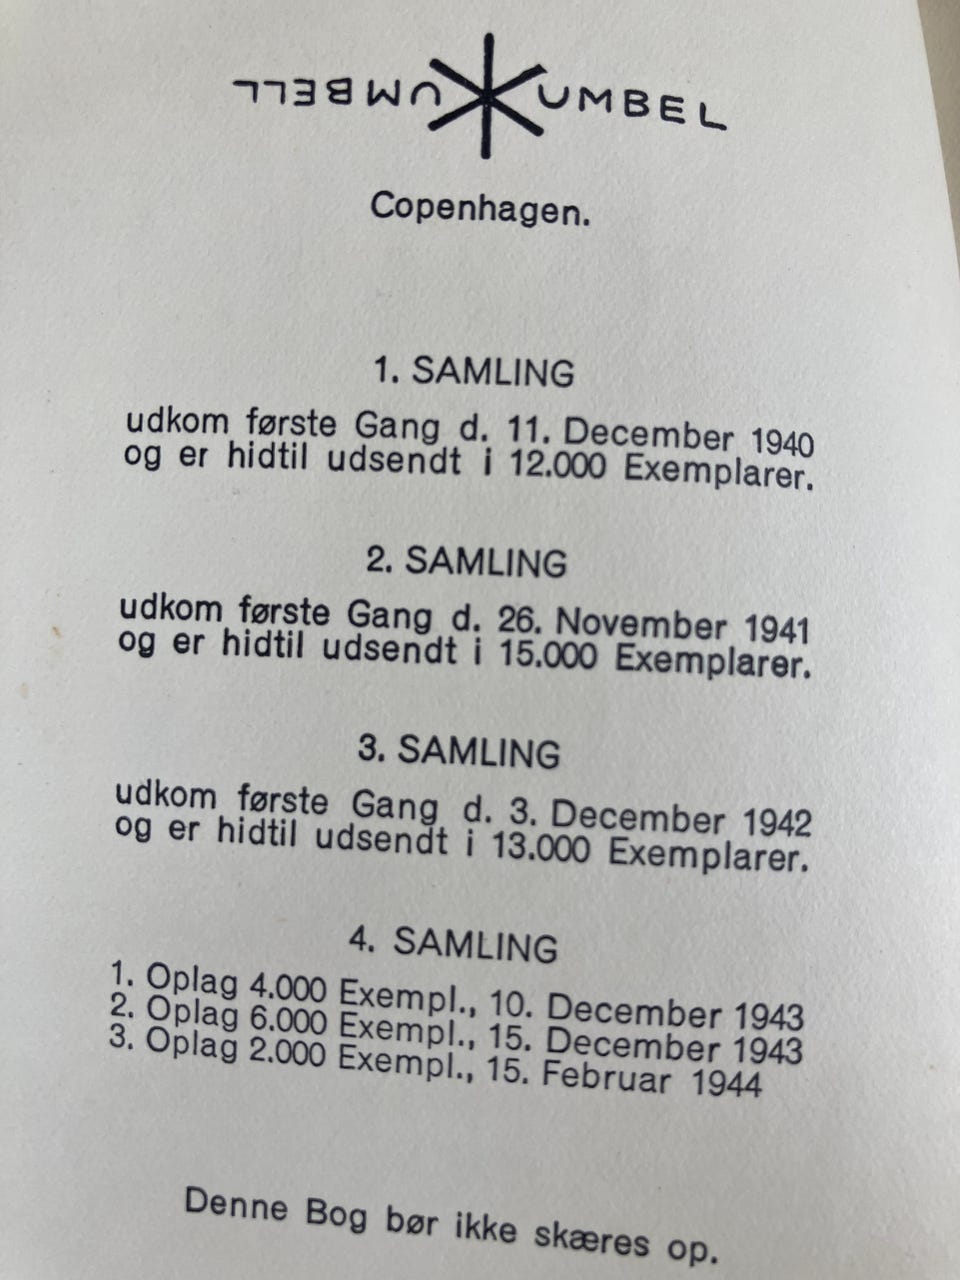 KUMBEL
KUMBELL
Copenhagen.
1. SAMLING
udkom første Gang d. 11. December 1940
og er hidtil udsendt i 12.000 Exemplarer.
2. SAMLING
udkom første Gang d. 26. November 1941
og er hidtil udsendt i 15.000 Exemplarer.
3. SAMLING
udkom første Gang d. 3. December 1942
og er hidtil udsendt i 13.000 Exemplarer.
4. SAMLING
1. Oplag 4.000 Exempl., 10. December 1943
2. Oplag 6.000 Exempl., 15. December 1943
3. Oplag 2.000 Exempl., 15. Februar 1944
Denne Bog bør ikke skæres op.